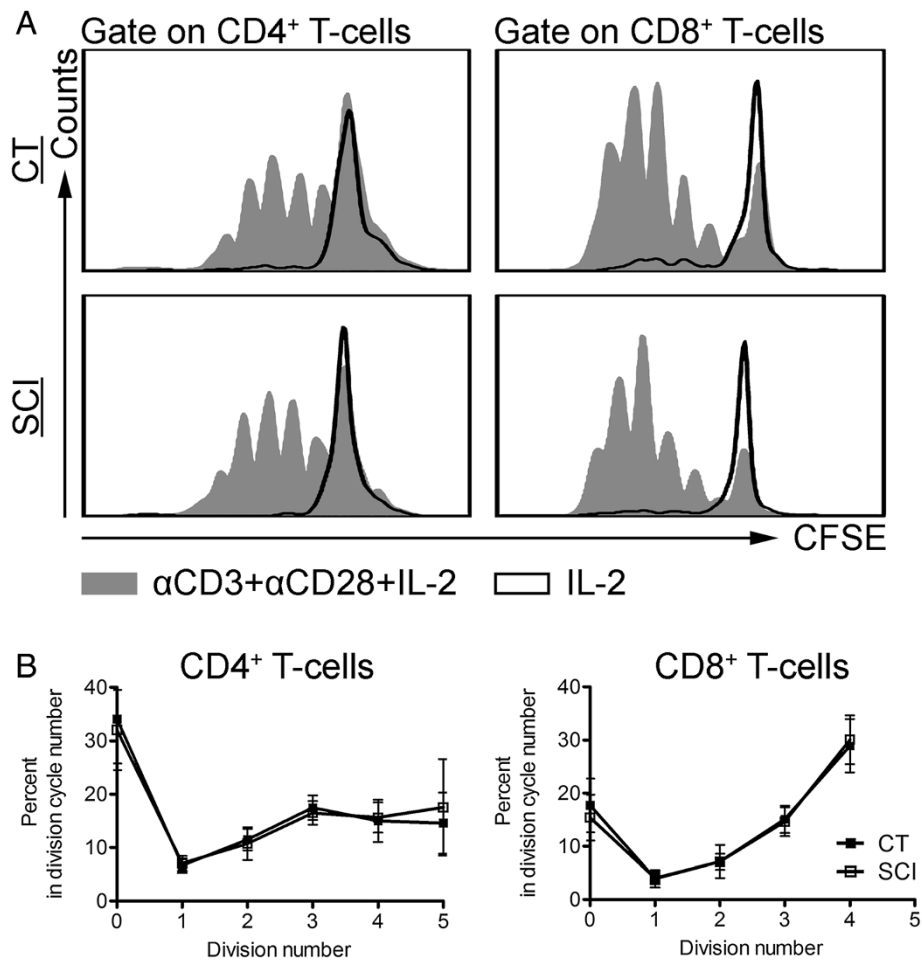 A
Gate on CD4⁺ T-cells
Gate on CD8⁺ T-cells
CT
Counts
SCI
CFSE
αCD3+αCD28+IL-2
IL-2
B
CD4⁺ T-cells
Percent
in division cycle number
40
30
20
10
0
0 1 2 3 4 5
Division number
CD8⁺ T-cells
Percent
in division cycle number
40
30
20
10
0
CT
SCI
0 1 2 3 4 5
Division number